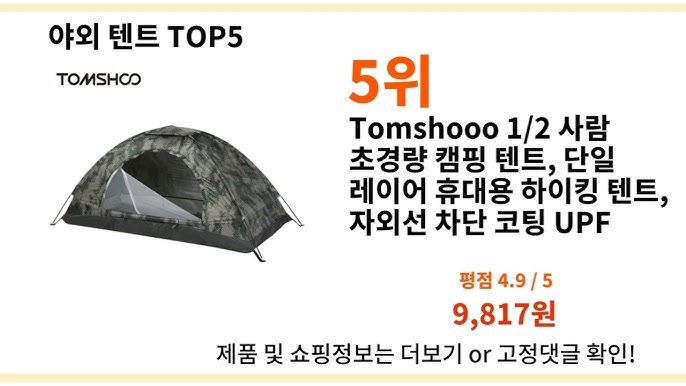 야외 텐트 TOP5
TOMSHOO
5위
Tomshooo 1/2 사람
초경량 캠핑 텐트, 단일
레이어 휴대용 하이킹 텐트,
자외선 차단 코팅 UPF
평점 4.9 / 5
9,817원
제품 및 쇼핑정보는 더보기 or 고정댓글 확인!